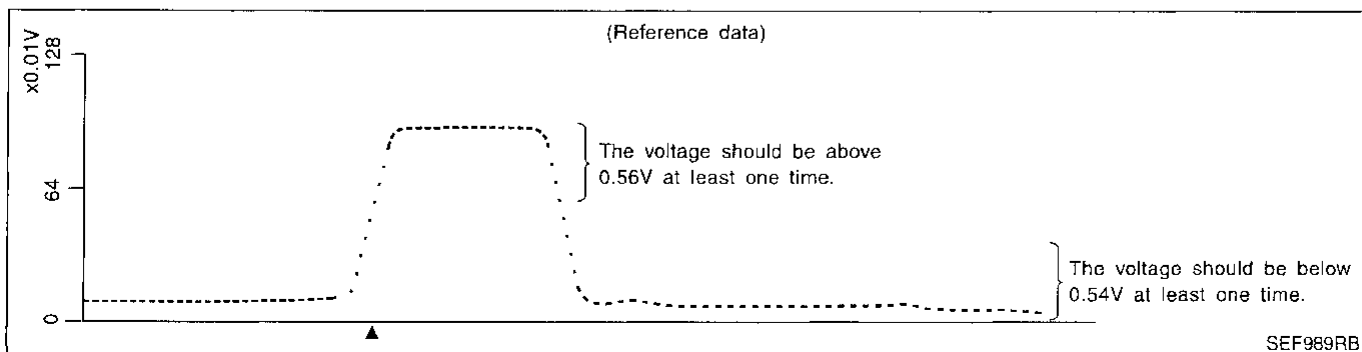 (Reference data)
x0.01V
128
64
0
The voltage should be above
0.56V at least one time.
The voltage should be below
0.54V at least one time.
SEF989RB